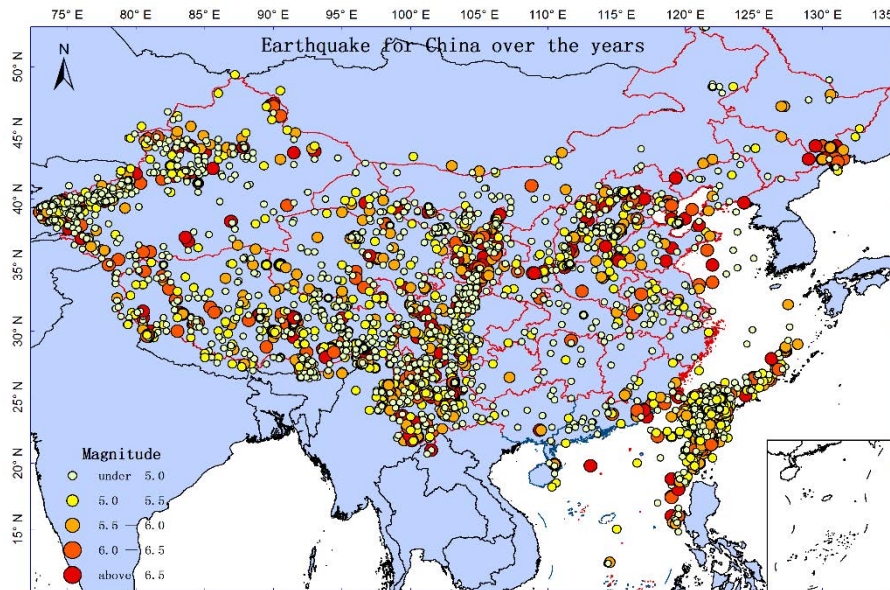 75° E 80° E 85° E 90° E 95° E 100° E 105° E 110° E 115° E 120° E 125° E 130° E 135° E
Earthquake for China over the years
N
50° N
45° N
40° N
35° N
30° N
25° N
20° N
15° N
Magnitude
under 5.0
5.0 5.5
5.5 — 6.0
6.0 — 6.5
above 6.5